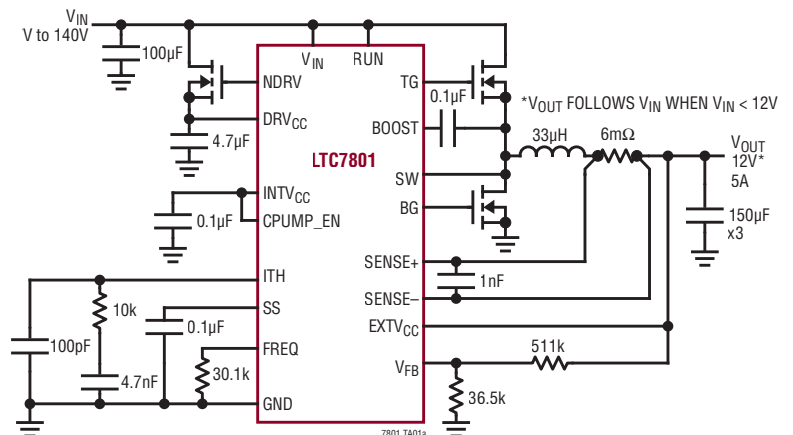 VIN
V to 140V
100µF
VIN
RUN
NDRV
TG
0.1µF
*VOUT FOLLOWS VIN WHEN VIN < 12V
DRVCC
BOOST
4.7µF
LTC7801
33µH
6mΩ
VOUT
12V*
5A
SW
INTVCC
0.1µF
CPUMP_EN
BG
150µF
x3
SENSE+
1nF
ITH
10k
SENSE–
SS
0.1µF
EXTVCC
100pF
FREQ
511k
4.7nF
30.1k
VFB
36.5k
GND
7801 TA01a